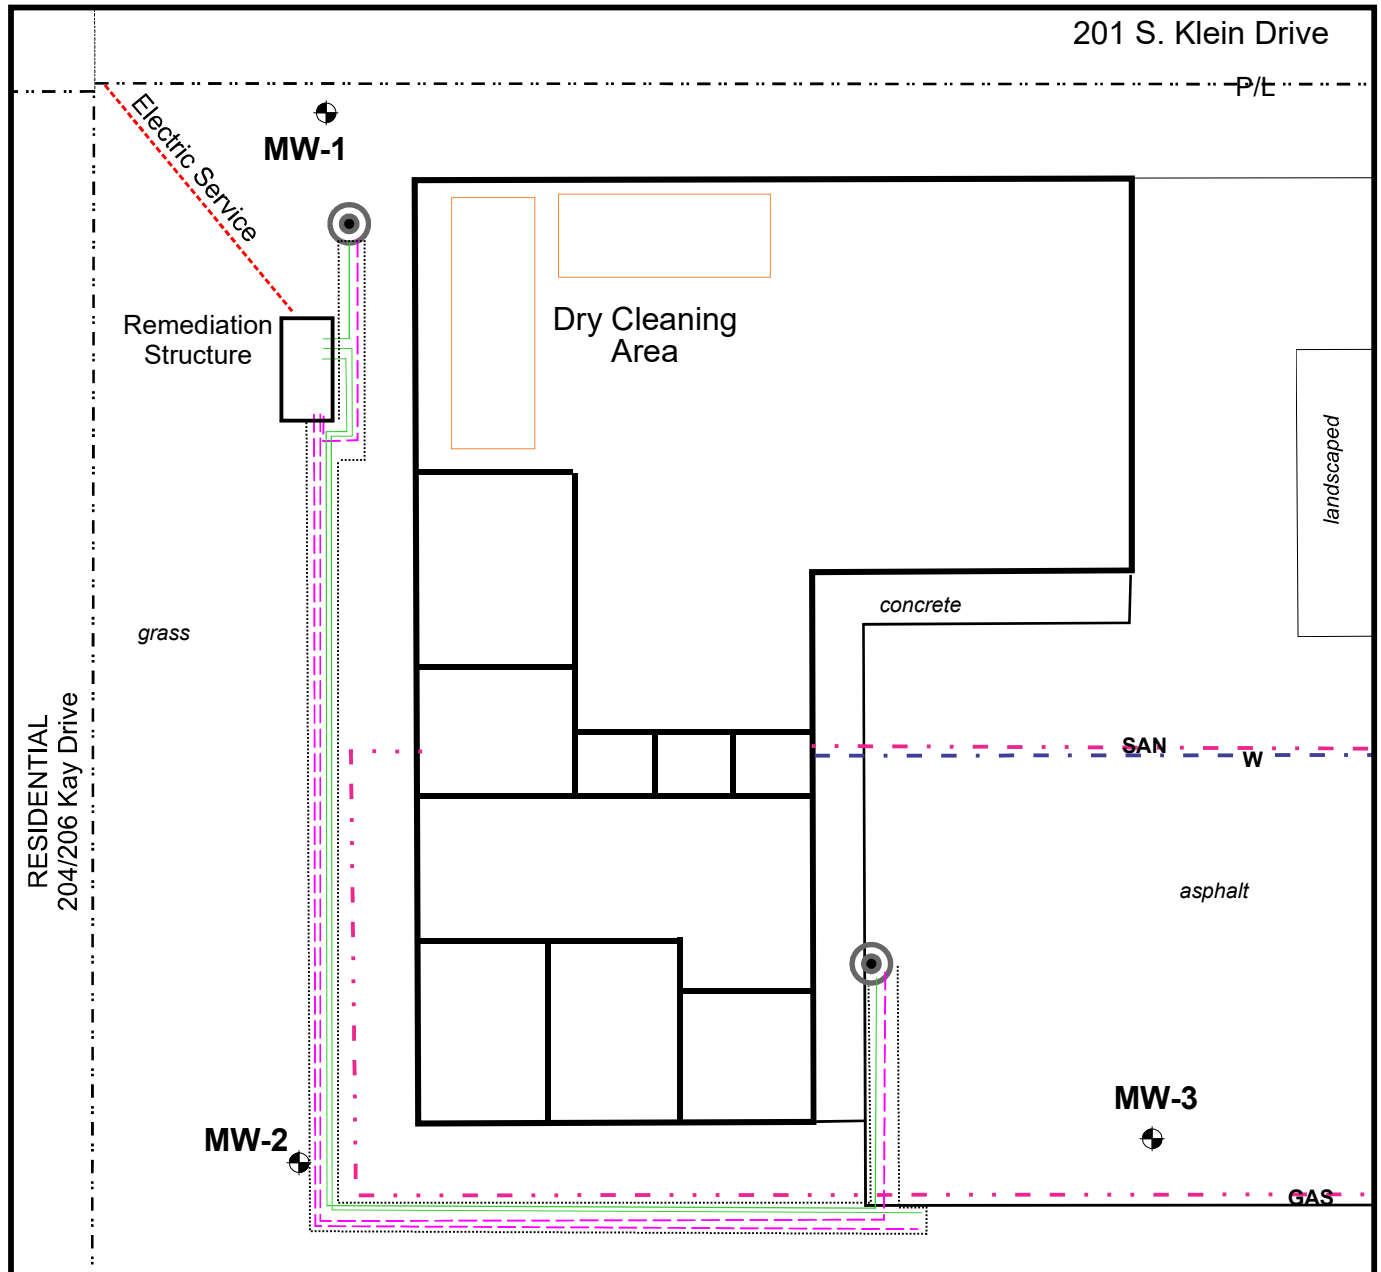 201 S. Klein Drive
P/L
Electric Service
MW-1
Remediation
Structure
Dry Cleaning
Area
landscaped
concrete
grass
RESIDENTIAL
204/206 Kay Drive
SAN
W
asphalt
MW-3
MW-2
GAS